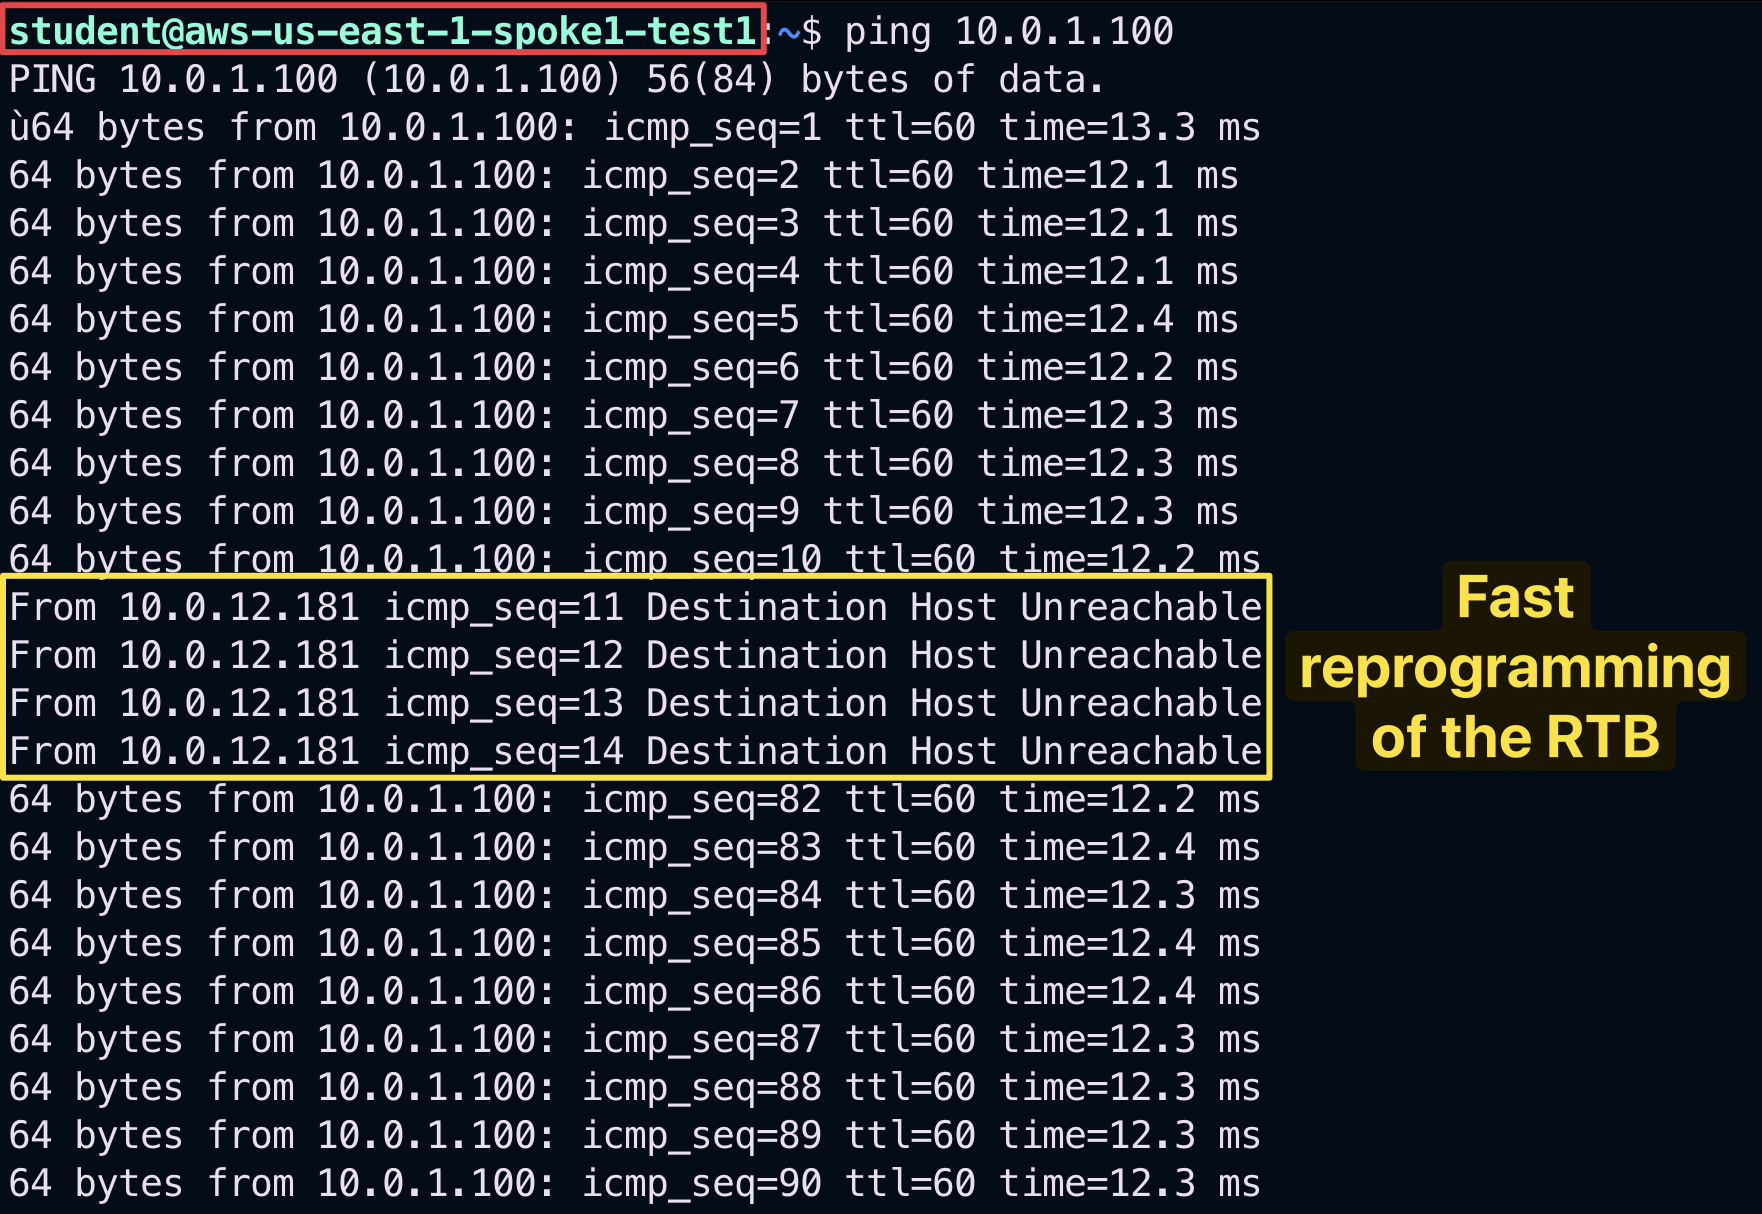 student@aws-us-east-1-spoke1-test1:~$ ping 10.0.1.100
PING 10.0.1.100 (10.0.1.100) 56(84) bytes of data.
ù64 bytes from 10.0.1.100: icmp_seq=1 ttl=60 time=13.3 ms
64 bytes from 10.0.1.100: icmp_seq=2 ttl=60 time=12.1 ms
64 bytes from 10.0.1.100: icmp_seq=3 ttl=60 time=12.1 ms
64 bytes from 10.0.1.100: icmp_seq=4 ttl=60 time=12.1 ms
64 bytes from 10.0.1.100: icmp_seq=5 ttl=60 time=12.4 ms
64 bytes from 10.0.1.100: icmp_seq=6 ttl=60 time=12.2 ms
64 bytes from 10.0.1.100: icmp_seq=7 ttl=60 time=12.3 ms
64 bytes from 10.0.1.100: icmp_seq=8 ttl=60 time=12.3 ms
64 bytes from 10.0.1.100: icmp_seq=9 ttl=60 time=12.3 ms
64 bytes from 10.0.1.100: icmp_seq=10 ttl=60 time=12.2 ms
From 10.0.12.181 icmp_seq=11 Destination Host Unreachable
From 10.0.12.181 icmp_seq=12 Destination Host Unreachable
From 10.0.12.181 icmp_seq=13 Destination Host Unreachable
From 10.0.12.181 icmp_seq=14 Destination Host Unreachable
Fast
reprogramming
of the RTB
64 bytes from 10.0.1.100: icmp_seq=82 ttl=60 time=12.2 ms
64 bytes from 10.0.1.100: icmp_seq=83 ttl=60 time=12.4 ms
64 bytes from 10.0.1.100: icmp_seq=84 ttl=60 time=12.3 ms
64 bytes from 10.0.1.100: icmp_seq=85 ttl=60 time=12.4 ms
64 bytes from 10.0.1.100: icmp_seq=86 ttl=60 time=12.4 ms
64 bytes from 10.0.1.100: icmp_seq=87 ttl=60 time=12.3 ms
64 bytes from 10.0.1.100: icmp_seq=88 ttl=60 time=12.3 ms
64 bytes from 10.0.1.100: icmp_seq=89 ttl=60 time=12.3 ms
64 bytes from 10.0.1.100: icmp_seq=90 ttl=60 time=12.3 ms